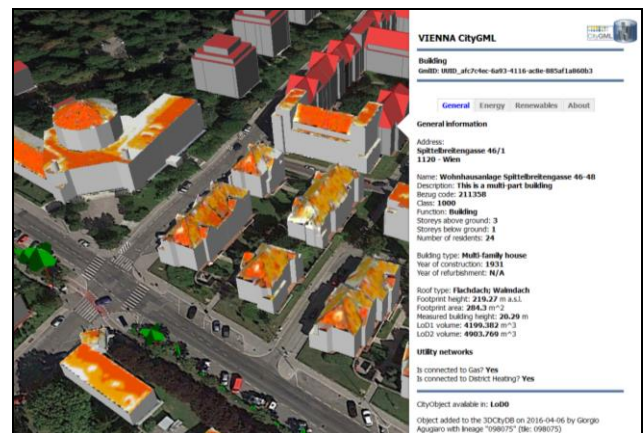 VIENNA CityGML
CityGML
Building
GmlID: UUID_afc7c4ec-6a93-4116-ac8e-885af1a860b3
General Energy Renewables About
General information
Address:
Spittelbreitengasse 46/1
1120 - Wien
Name: Wohnhausanlage Spittelbreitengasse 46-48
Description: This is a multi-part building
Bezug code: 211358
Class: 1000
Function: Building
Storeys above ground: 3
Storeys below ground: 1
Number of residents: 24
Building type: Multi-family house
Year of construction: 1931
Year of refurbishment: N/A
Roof type: Flachdach; Walmdach
Footprint height: 219.27 m a.s.l.
Footprint area: 284.3 m^2
Measured building height: 20.29 m
LoD1 volume: 4199.382 m^3
LoD2 volume: 4903.769 m^3
Utility networks
Is connected to Gas? Yes
Is connected to District Heating? Yes
CityObject available in: LoD0
Object added to the 3DCityDB on 2016-04-06 by Giorgio
Agugiaro with lineage "098075" (tile: 098075)